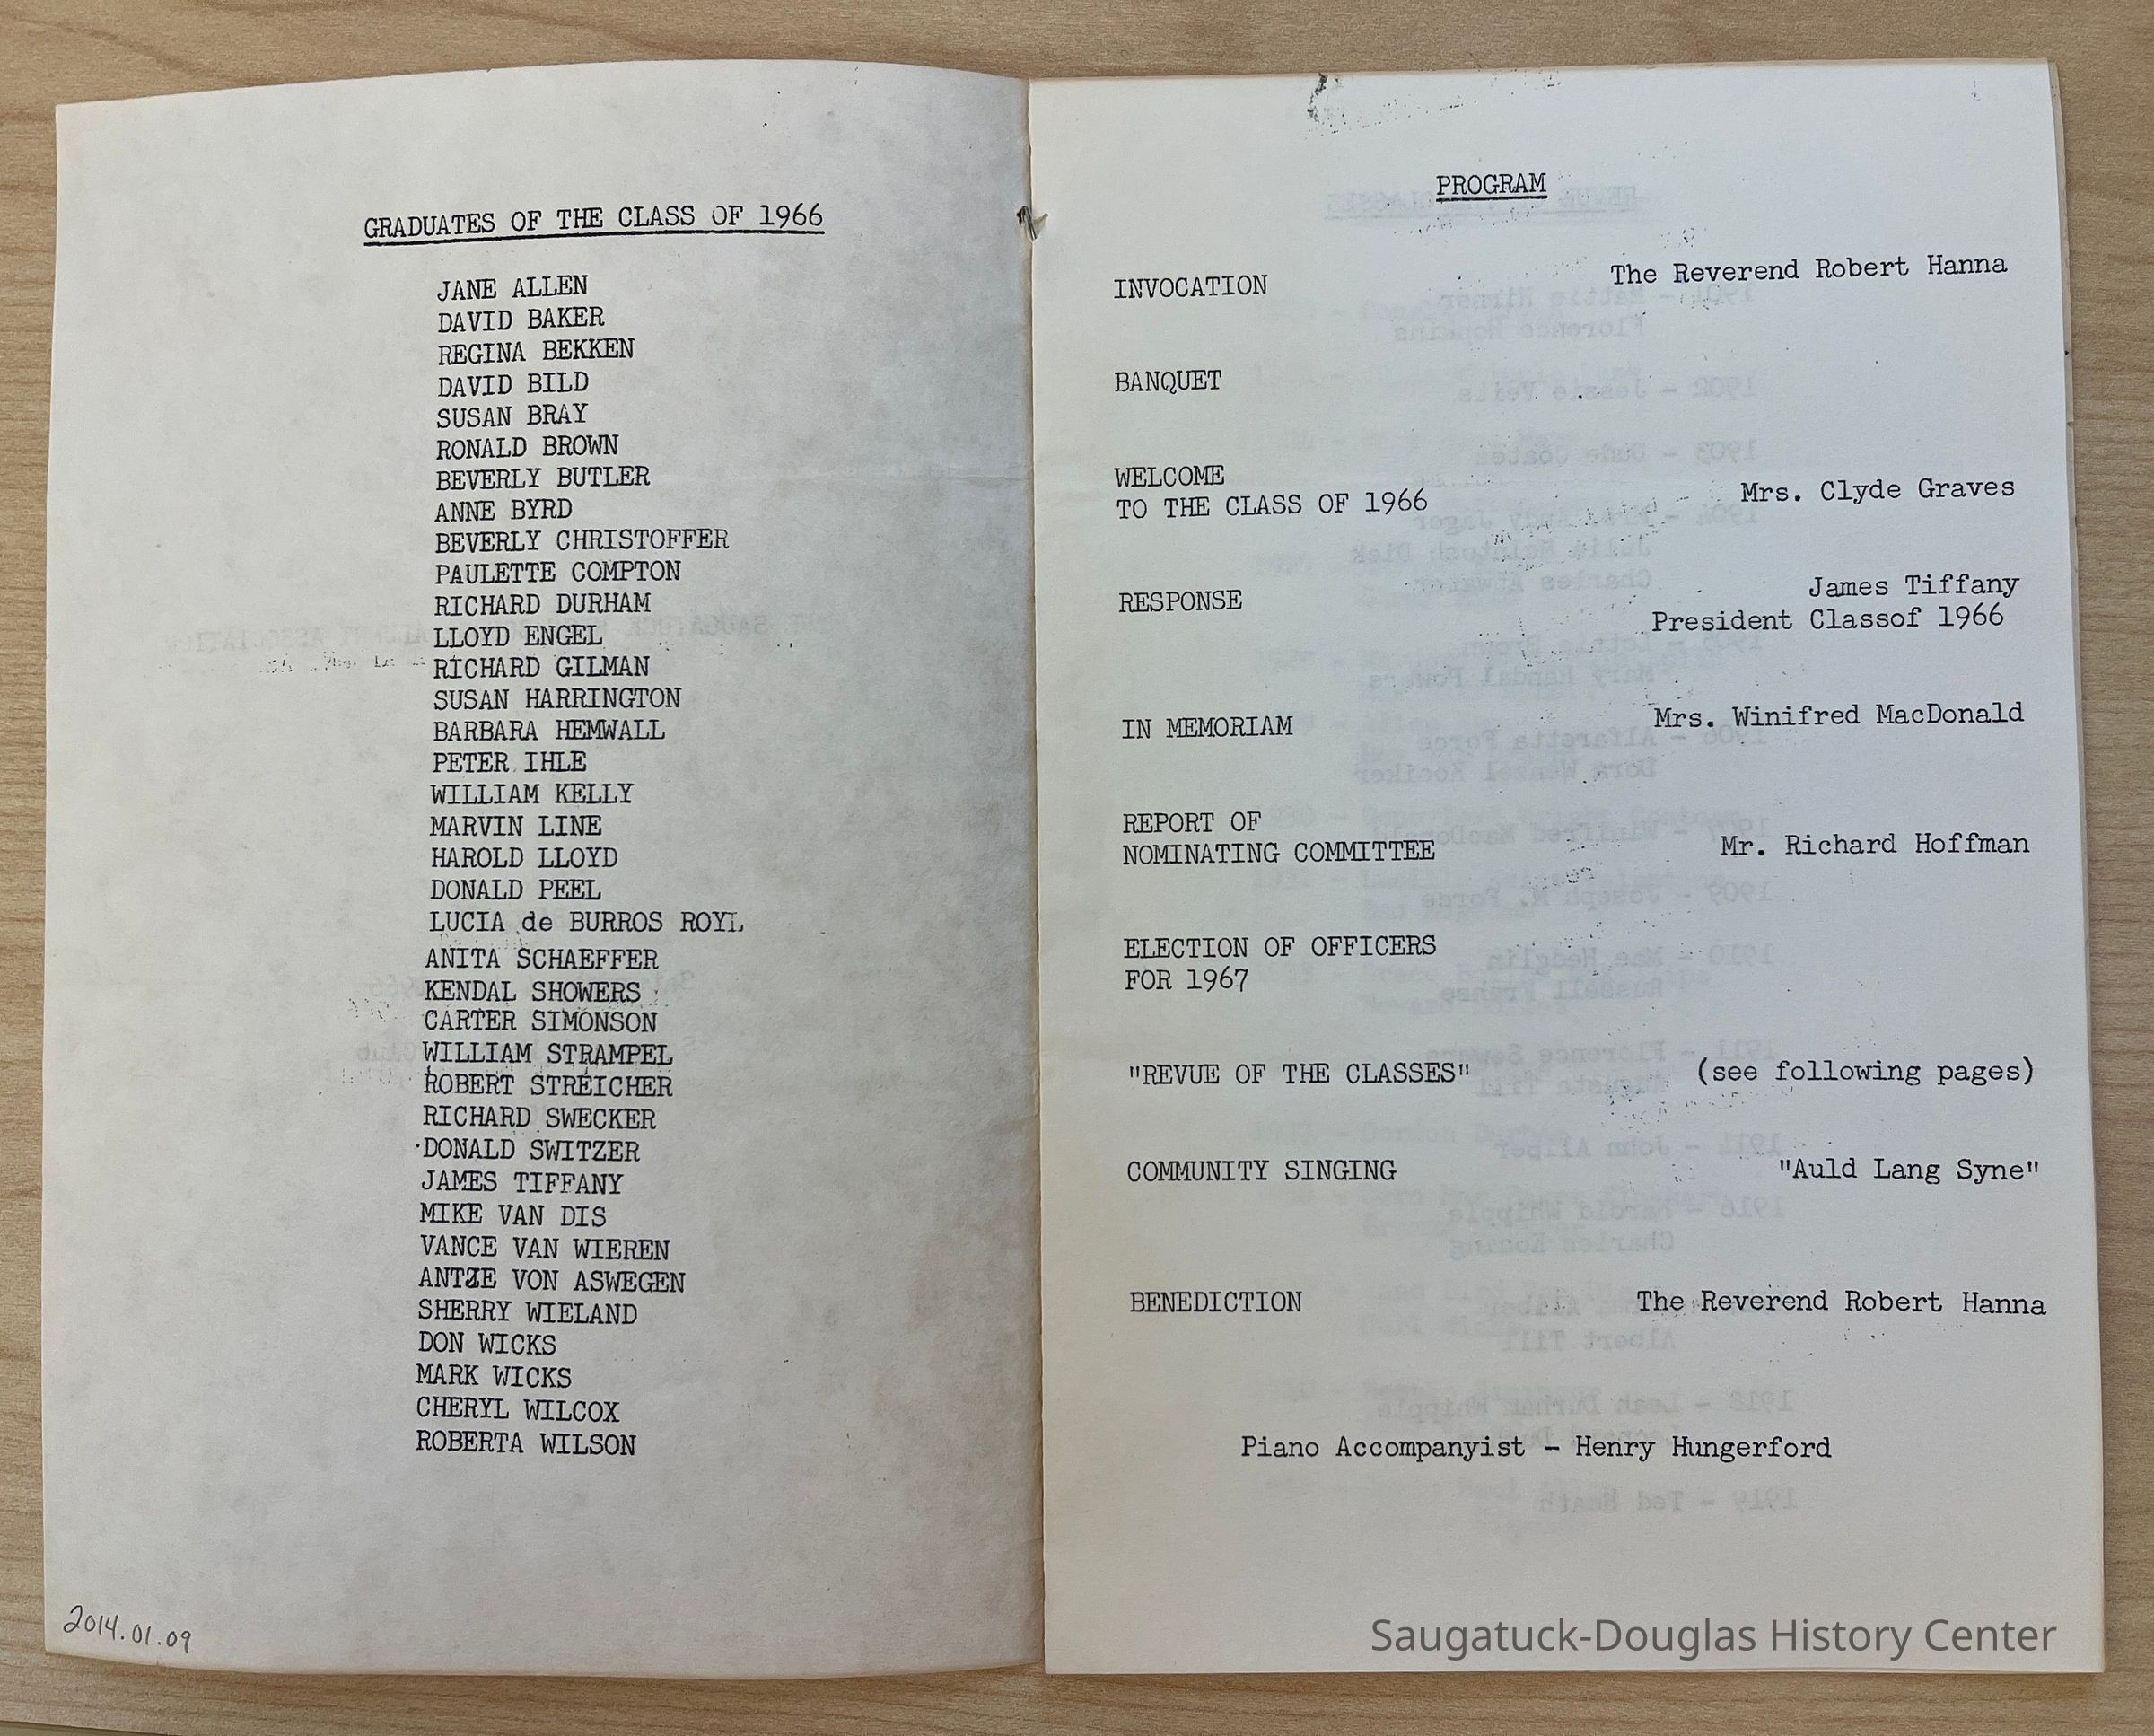 GRADUATES OF THE CLASS OF 1966
JANE ALLEN
DAVID BAKER
REGINA BEKKEN
DAVID BILD
SUSAN BRAY
RONALD BROWN
BEVERLY BUTLER
ANNE BYRD
BEVERLY CHRISTOFFER
PAULETTE COMPTON
RICHARD DURHAM
LLOYD ENGEL
RICHARD GILMAN
SUSAN HARRINGTON
BARBARA HEMWALL
PETER IHLE
WILLIAM KELLY
MARVIN LINE
HAROLD LLOYD
DONALD PEEL
LUCIA de BURROS
ANITA SCHAEFFER
KENDAL SHOWERS
CARTER SIMONSON
WILLIAM STRAMPEL
ROBERT STREICHER
RICHARD SWECKER
DONALD SWITZER
JAMES TIFFANY
MIKE VAN DIS
VANCE VAN WIEREN
VON ASWEGEN
SHERRY WIELAND
DON WICKS
MARK WICKS
CHERYL WILCOX
ROBERTA WILSON
2014.01.09
PROGRAM
INVOCATION The Reverend Robert Hanna
BANQUET
WELCOME
TO THE CLASS OF 1966 Mrs. Clyde Graves
RESPONSE James Tiffany
President Classof 1966
IN MEMORIAM Mrs. Winifred MacDonald
REPORT OF
NOMINATING COMMITTEE Mr. Richard Hoffman
ELECTION OF OFFICERS
FOR 1967
"REVUE OF THE CLASSES" (see following pages)
COMMUNITY SINGING "Auld Lang Syne"
BENEDICTION The Reverend Robert Hanna
Piano Accompanyist - Henry Hungerford
Saugatuck-Douglas History Center